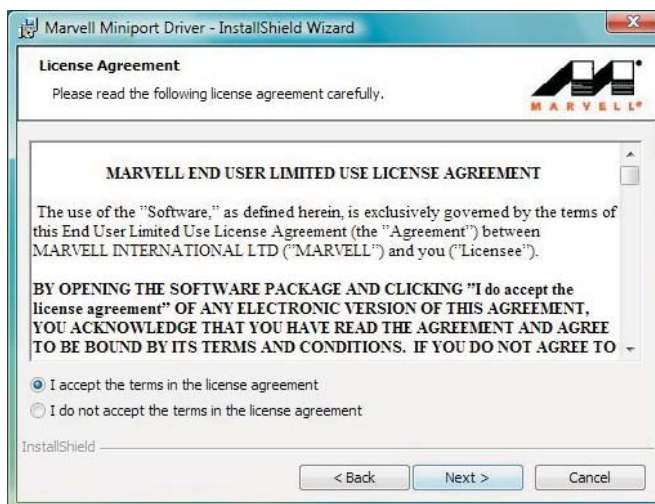 Marvell Miniport Driver - InstallShield Wizard
License Agreement
Please read the following license agreement carefully.
MARVELL®
MARVELL END USER LIMITED USE LICENSE AGREEMENT
The use of the "Software," as defined herein, is exclusively governed by the terms of
this End User Limited Use License Agreement (the "Agreement") between
MARVELL INTERNATIONAL LTD ("MARVELL") and you ("Licensee").
BY OPENING THE SOFTWARE PACKAGE AND CLICKING "I do accept the
license agreement" OF ANY ELECTRONIC VERSION OF THIS AGREEMENT,
YOU ACKNOWLEDGE THAT YOU HAVE READ THE AGREEMENT AND AGREE
TO BE BOUND BY ITS TERMS AND CONDITIONS. IF YOU DO NOT AGREE TO
I accept the terms in the license agreement
I do not accept the terms in the license agreement
InstallShield
< Back
Next >
Cancel